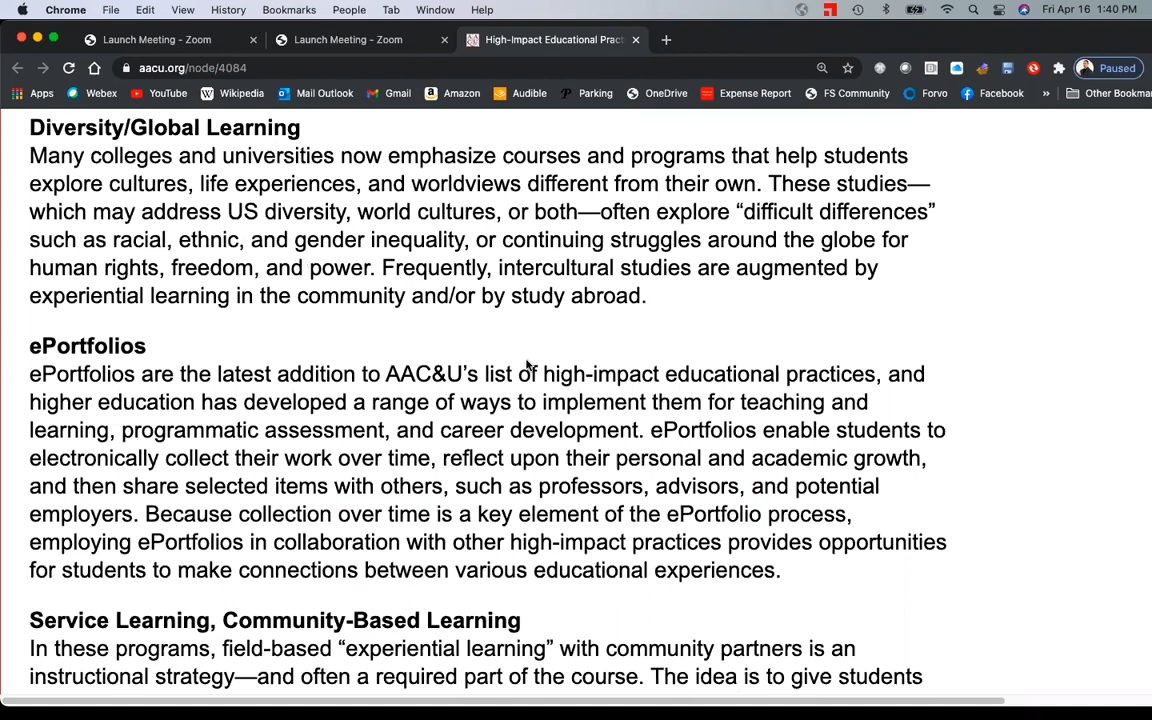 Chrome File Edit View History Bookmarks People Tab Window Help Fri Apr 16 1:40 PM
Launch Meeting - Zoom Launch Meeting - Zoom High-Impact Educational Pract
aacu.org/node/4084 Paused
Apps Webex YouTube Wikipedia Mail Outlook Gmail Amazon Audible Parking OneDrive Expense Report FS Community Forvo Facebook » Other Bookmar
Diversity/Global Learning
Many colleges and universities now emphasize courses and programs that help students
explore cultures, life experiences, and worldviews different from their own. These studies—
which may address US diversity, world cultures, or both—often explore “difficult differences”
such as racial, ethnic, and gender inequality, or continuing struggles around the globe for
human rights, freedom, and power. Frequently, intercultural studies are augmented by
experiential learning in the community and/or by study abroad.
ePortfolios
ePortfolios are the latest addition to AAC&U’s list of high-impact educational practices, and
higher education has developed a range of ways to implement them for teaching and
learning, programmatic assessment, and career development. ePortfolios enable students to
electronically collect their work over time, reflect upon their personal and academic growth,
and then share selected items with others, such as professors, advisors, and potential
employers. Because collection over time is a key element of the ePortfolio process,
employing ePortfolios in collaboration with other high-impact practices provides opportunities
for students to make connections between various educational experiences.
Service Learning, Community-Based Learning
In these programs, field-based “experiential learning” with community partners is an
instructional strategy—and often a required part of the course. The idea is to give students